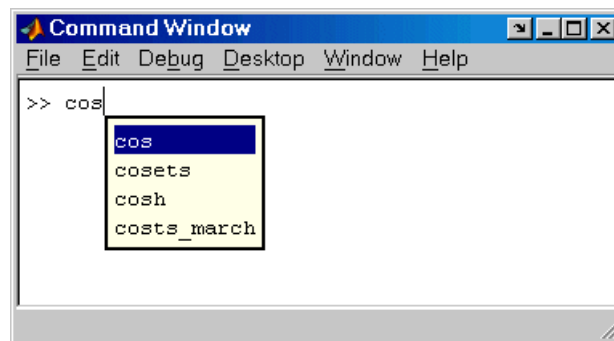 Command Window
File Edit Debug Desktop Window Help
>> cos
cos
cosets
cosh
costs_march